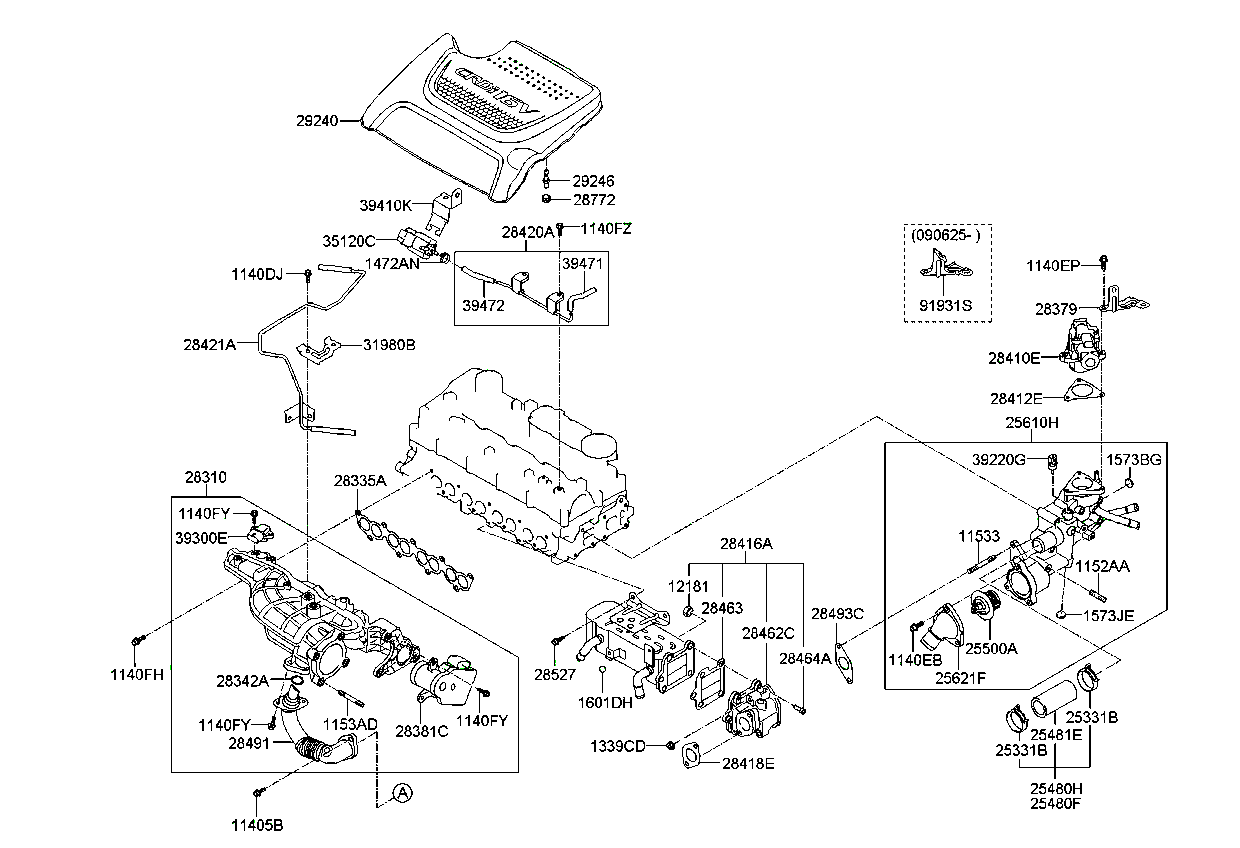 CRDi 16V
29240
29246
28772
39410K
35120C
1472AN
28420A
1140FZ
39471
39472
1140DJ
28421A
31980B
(090625- )
91931S
1140EP
28379
28410E
28412E
25610H
39220G
1573BG
11533
1152AA
1573JE
25500A
1140EB
25621F
25331B
25481E
25331B
25480H
25480F
28310
1140FY
39300E
28335A
28416A
12181
28463
28462C
28464A
28493C
1140FH
28342A
1140FY
28491
1153AD
28381C
1140FY
28527
1601DH
1339CD
28418E
A
11405B